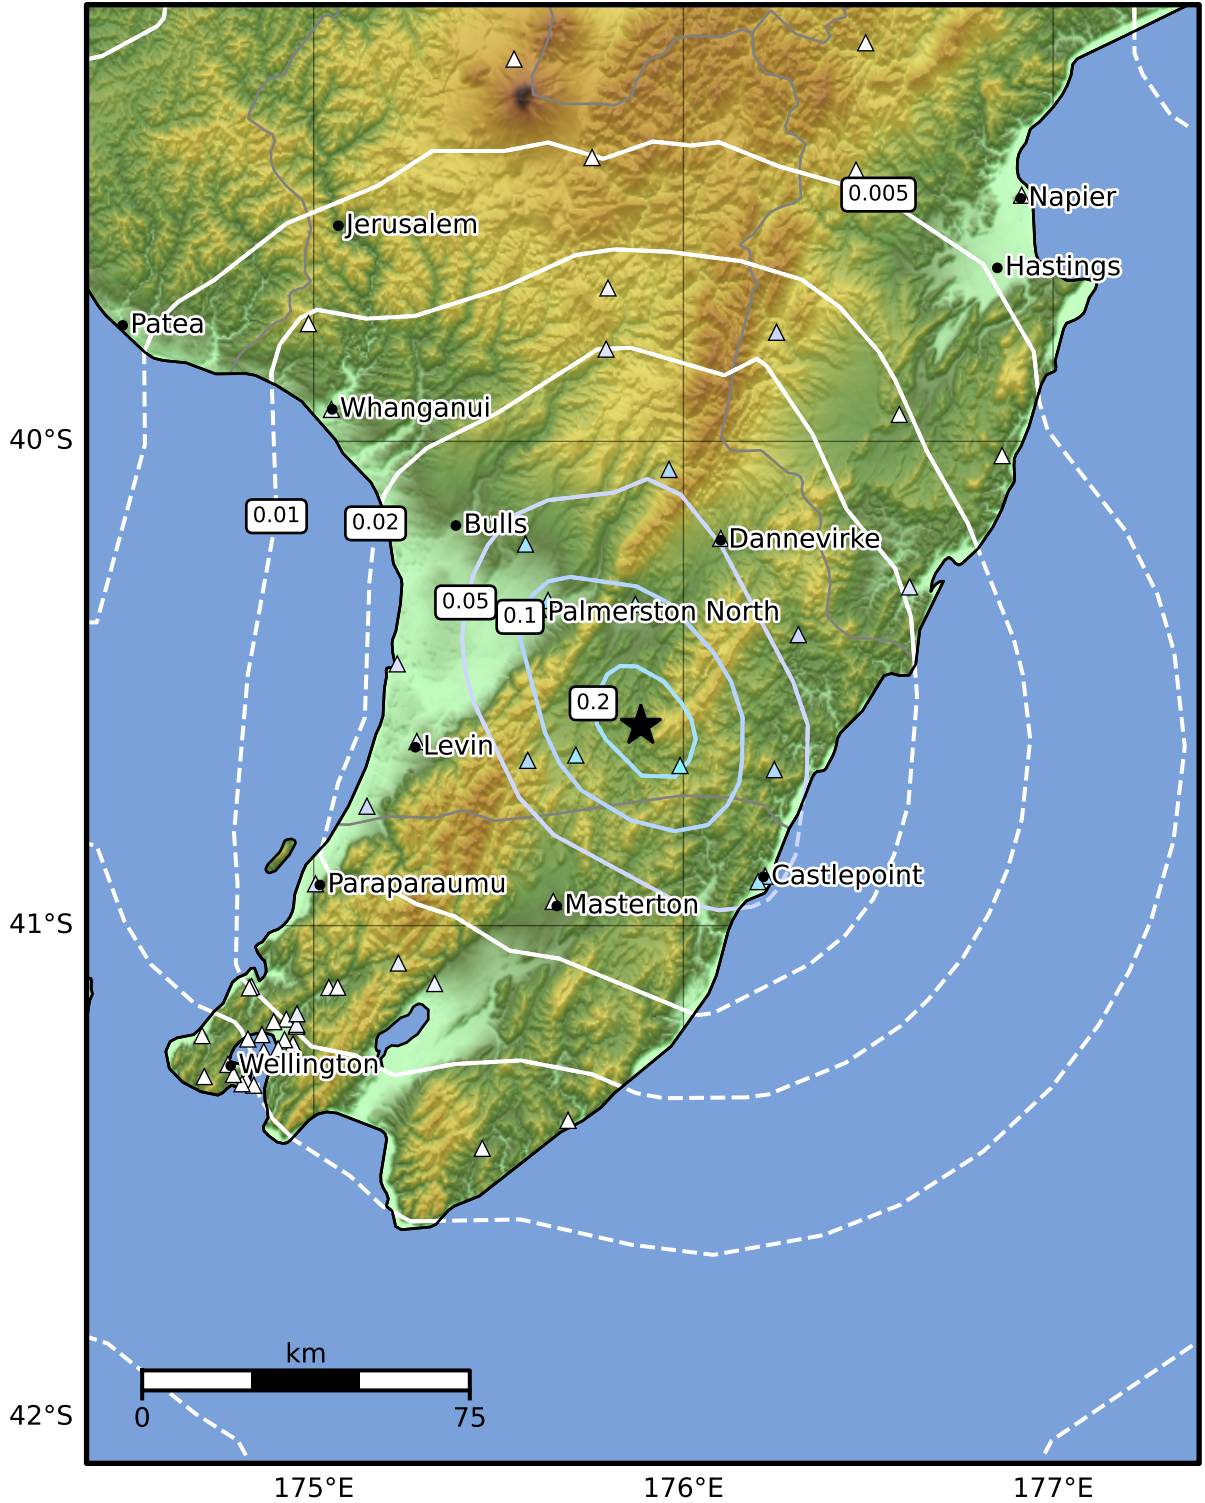 0.005
Napier
Jerusalem
Hastings
Patea
Whanganui
40°S
0.01
0.02
Bulls
Dannevirke
0.05
0.1
Palmerston North
0.2
Levin
Castlepoint
Paraparaumu
Masterton
41°S
Wellington
km
0
75
42°S
175°E
176°E
177°E